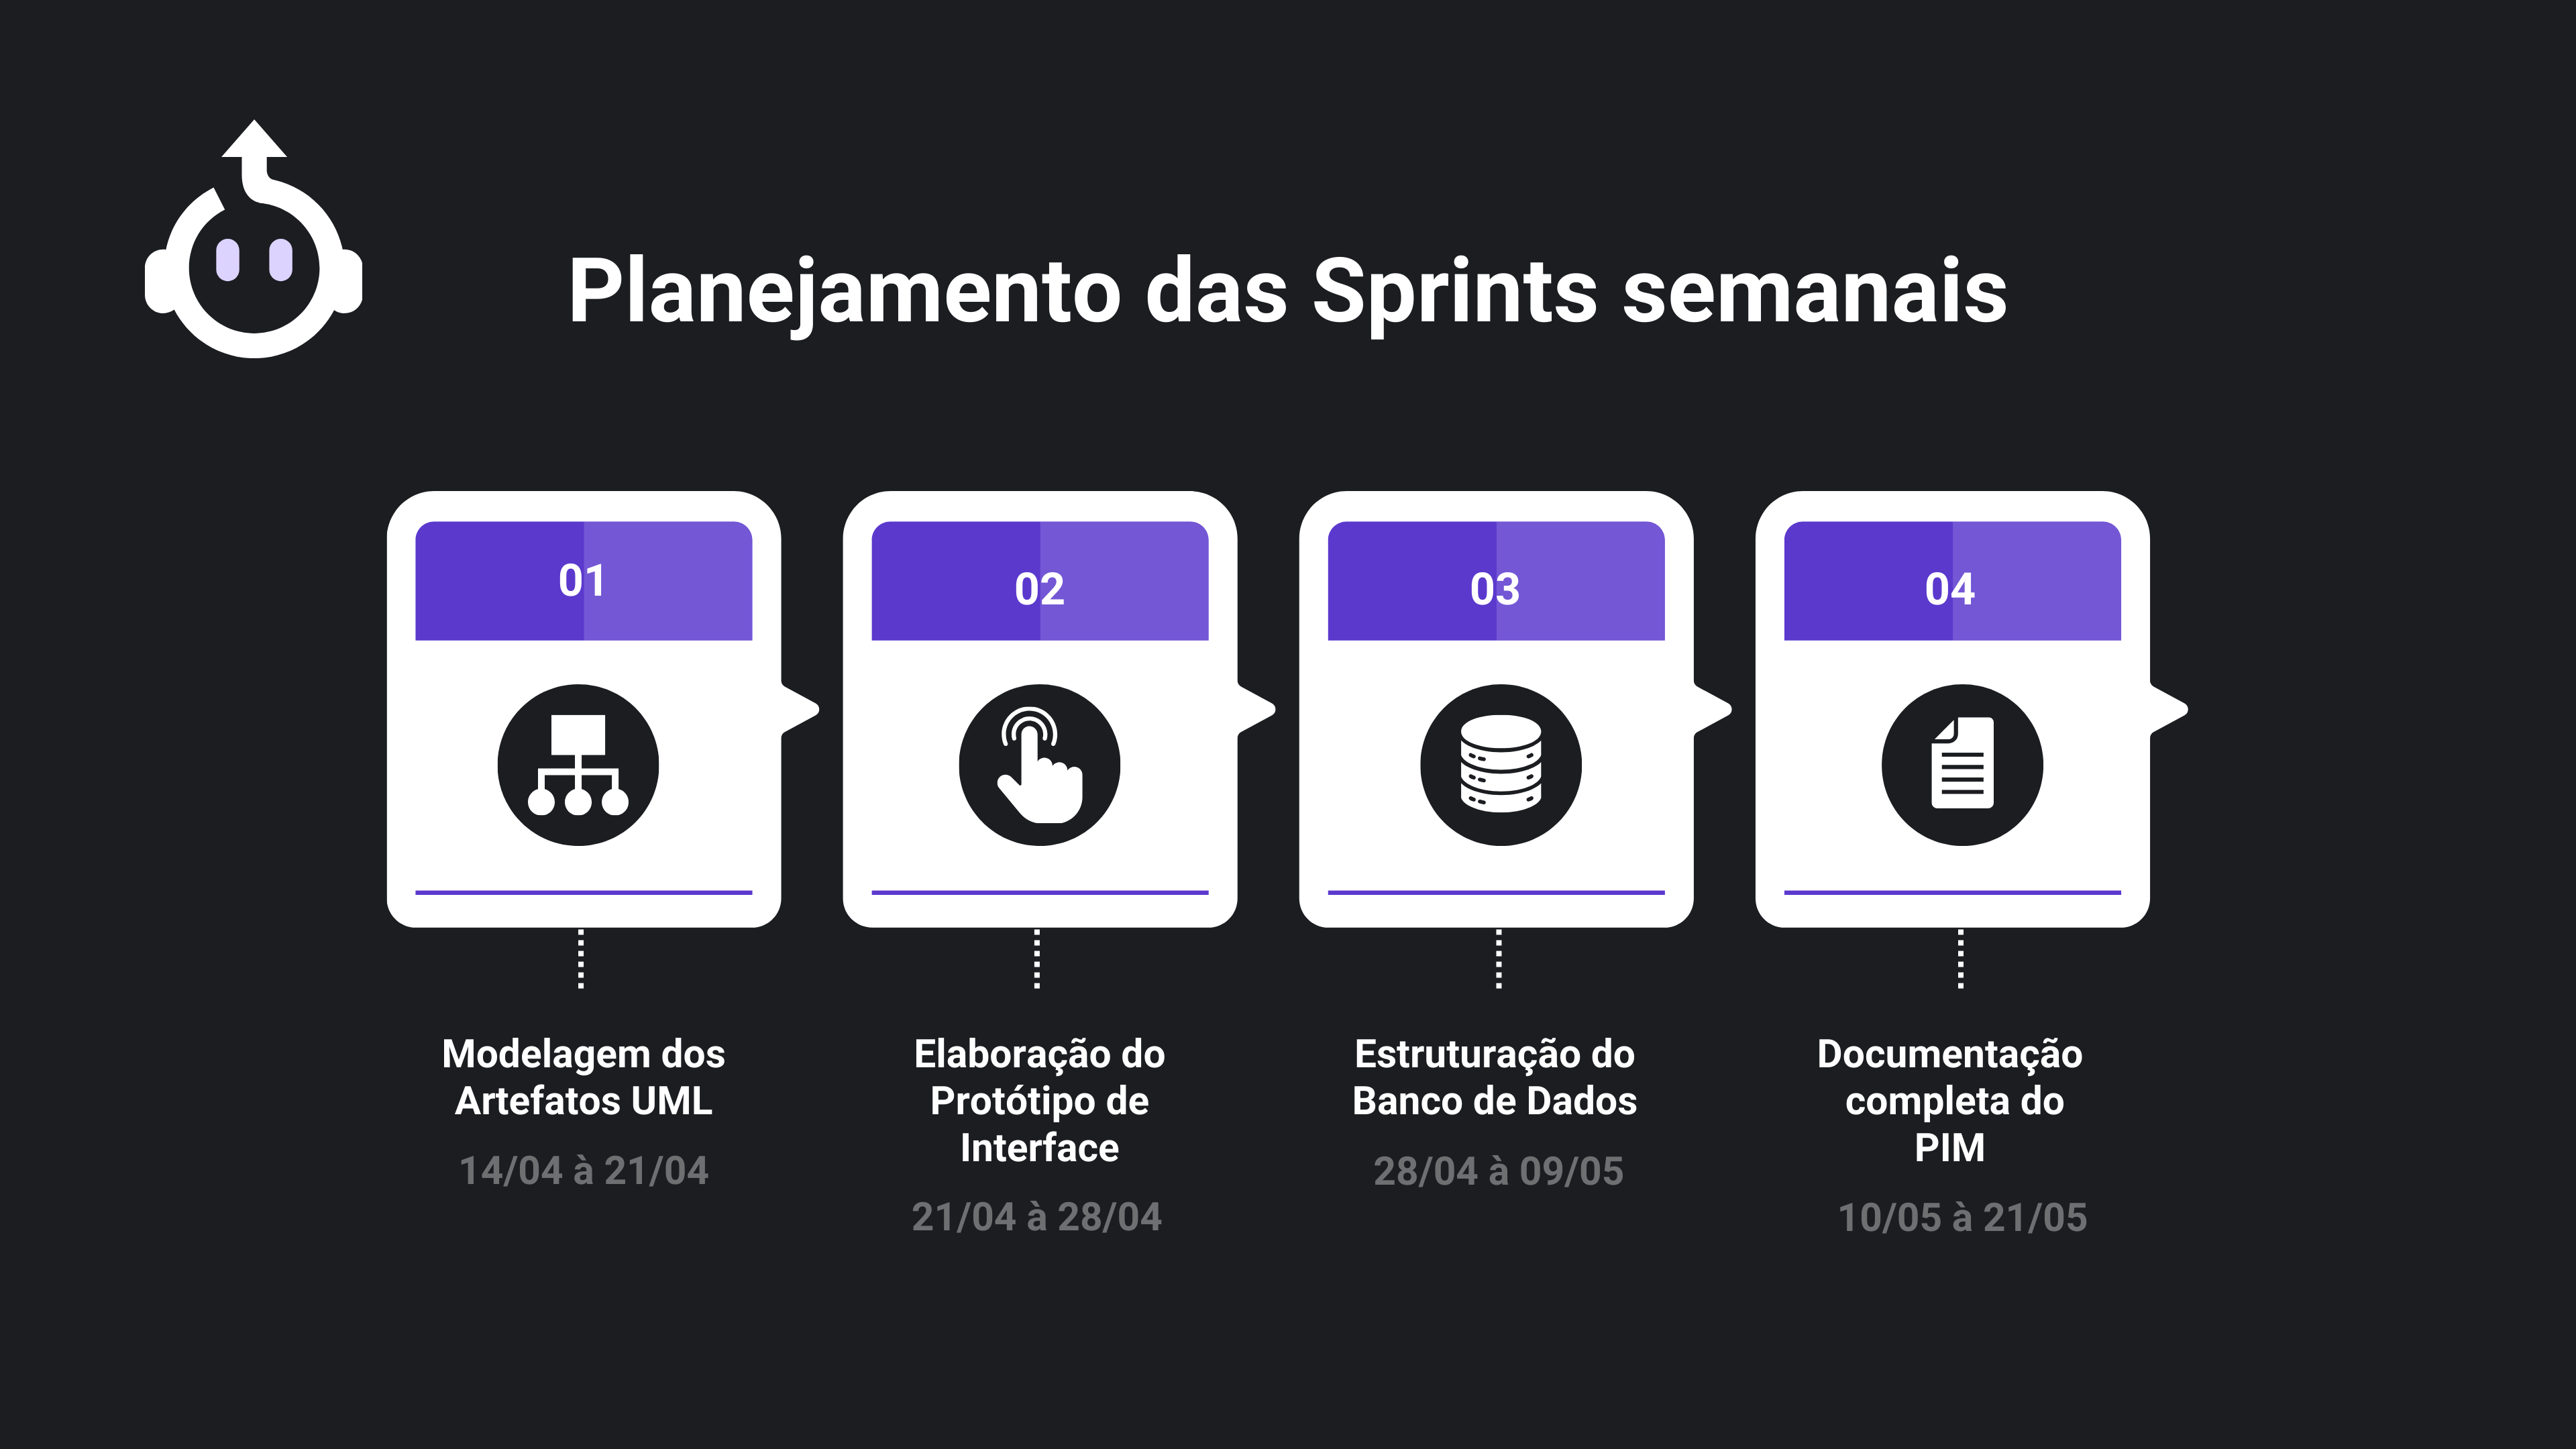 Planejamento das Sprints semanais
01
02
03
04
Modelagem dos
Artefatos UML
14/04 à 21/04
Elaboração do
Protótipo de
Interface
21/04 à 28/04
Estruturação do
Banco de Dados
28/04 à 09/05
Documentação
completa do
PIM
10/05 à 21/05